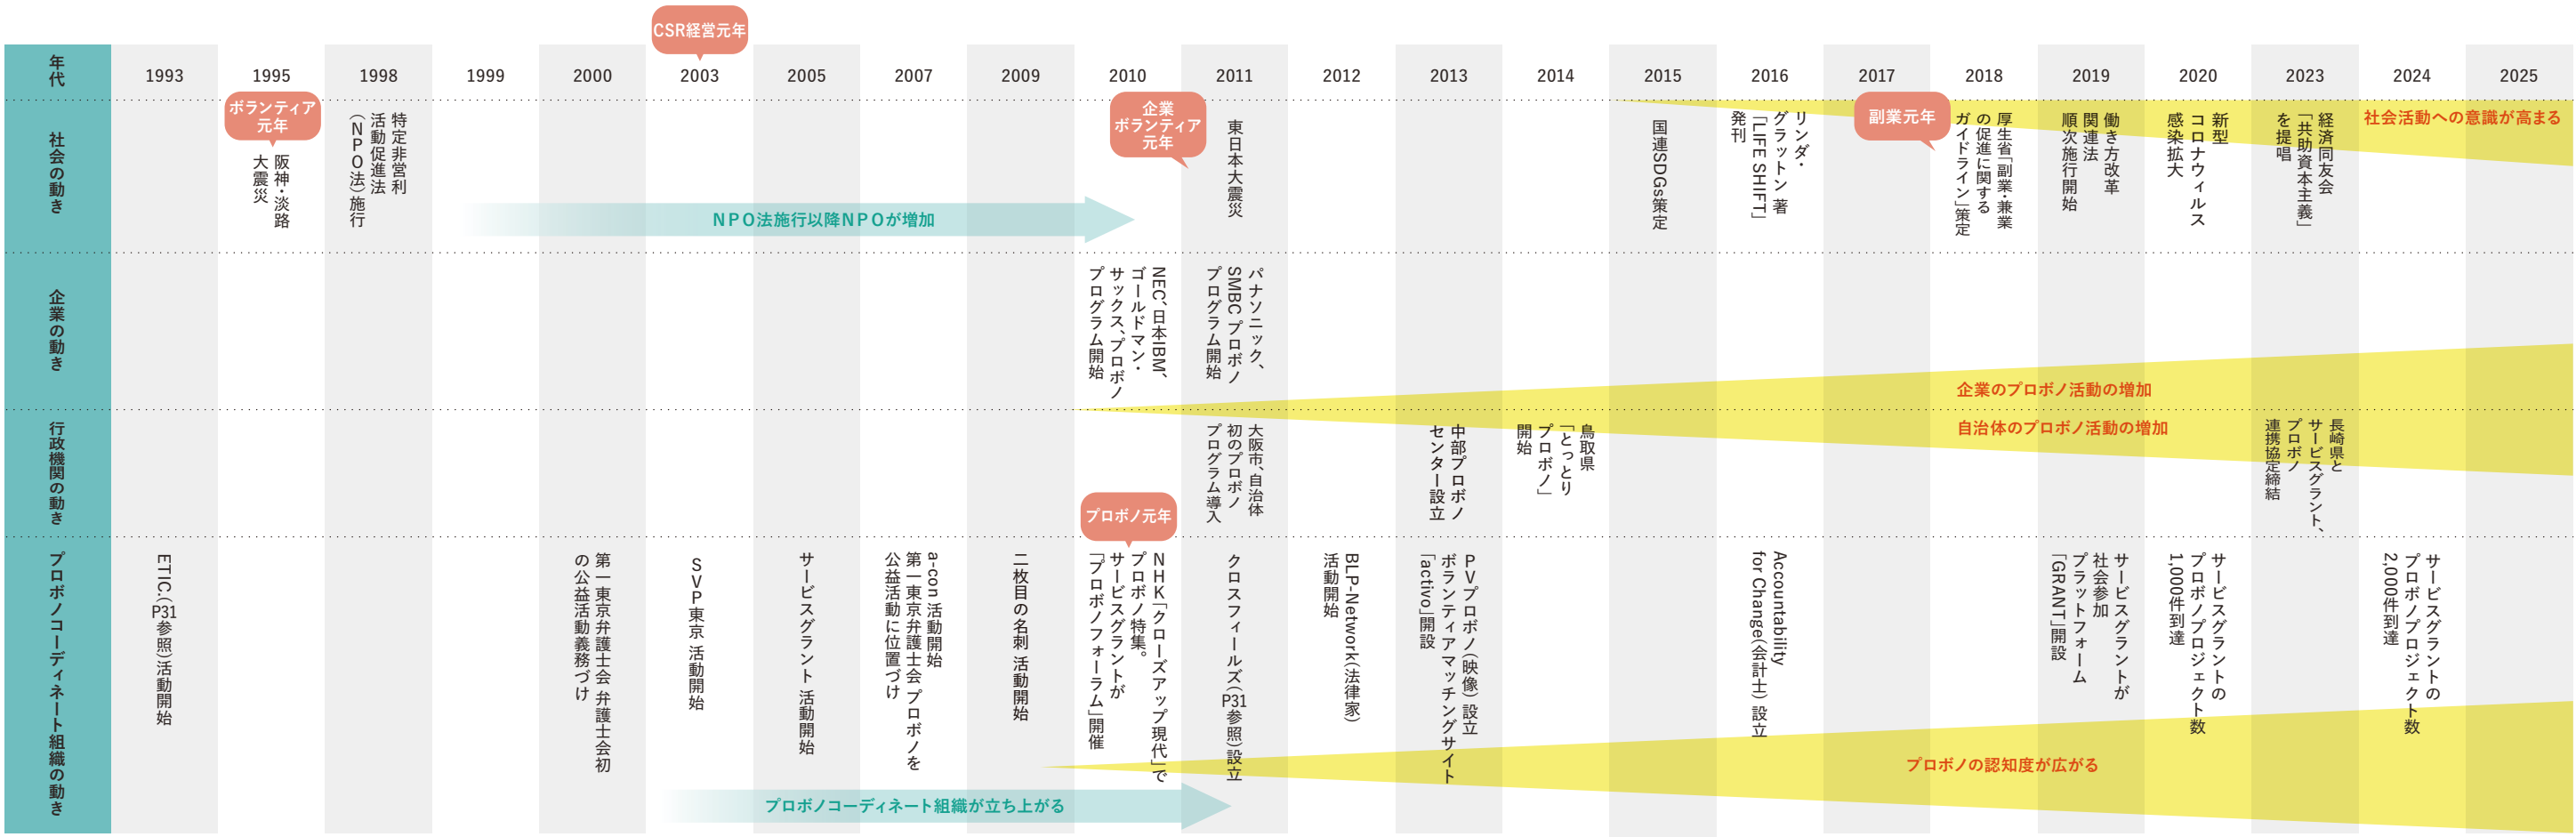 CSR経営元年
年代
1993
1995
1998
1999
2000
2003
2005
2007
2009
2010
2011
2012
2013
2014
2015
2016
2017
2018
2019
2020
2023
2024
2025
社会の動き
ボランティア
元年
阪神・淡路
大震災
特定非営利
活動促進法
（NPO法）施行
NPO法施行以降NPOが増加
企業
ボランティア
元年
東日本大震災
国連SDGs策定
リンダ・
グラットン 著
「LIFE SHIFT」
発刊
副業元年
厚生省「副業・兼業
の促進に関する
ガイドライン」策定
働き方改革
関連法
順次施行開始
新型
コロナウィルス
感染拡大
経済同友会
「共助資本主義」
を提唱
社会活動への意識が高まる
企業の動き
NEC、日本IBM、
ゴールドマン・
サックス、プロボノ
プログラム開始
パナソニック、
SMBC プロボノ
プログラム開始
企業のプロボノ活動の増加
行政機関の動き
大阪市、自治体
初のプロボノ
プログラム導入
中部プロボノ
センター設立
鳥取県
「とっとり
プロボノ」
開始
自治体のプロボノ活動の増加
長崎県と
サービスグラント、
プロボノ
連携協定締結
プロボノコーディネート組織の動き
ETIC.（P31参照）活動開始
第一東京弁護士会 弁護士会初
の公益活動義務づけ
SVP東京 活動開始
サービスグラント 活動開始
a-con 活動開始
第一東京弁護士会 プロボノを
公益活動に位置づけ
二枚目の名刺 活動開始
プロボノ元年
NHK「クローズアップ現代」で
プロボノ特集。
サービスグラントが
「プロボノフォーラム」開催
クロスフィールズ（P31参照）設立
BLP-Network（法律家）
活動開始
PVプロボノ（映像） 設立
ボランティアマッチングサイト
「activo」開設
Accountability
for Change（会計士） 設立
サービスグラントが
社会参加
プラットフォーム
「GRANT」開設
サービスグラントの
プロボノプロジェクト数
1,000件到達
サービスグラントの
プロボノプロジェクト数
2,000件到達
プロボノの認知度が広がる
プロボノコーディネート組織が立ち上がる